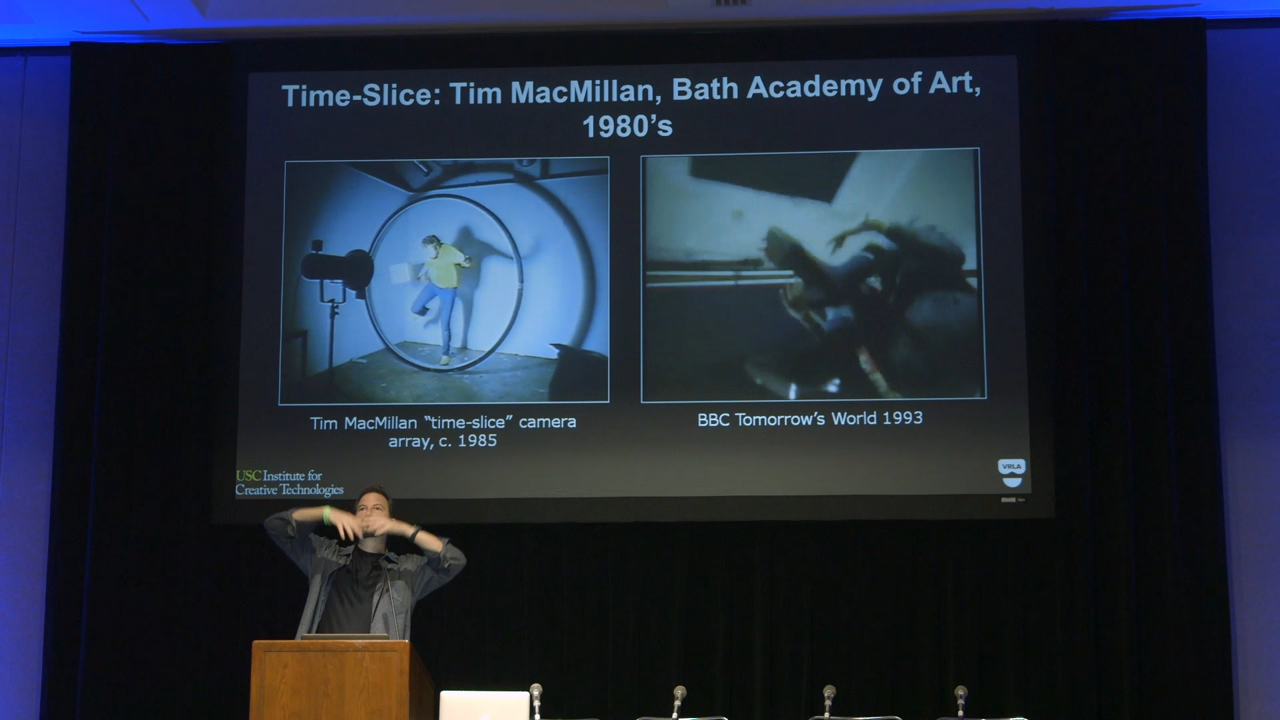 Time-Slice: Tim MacMillan, Bath Academy of Art,
1980's
Tim MacMillan “time-slice” camera
array, c. 1985
BBC Tomorrow's World 1993
USC Institute for
Creative Technologies
VRLA